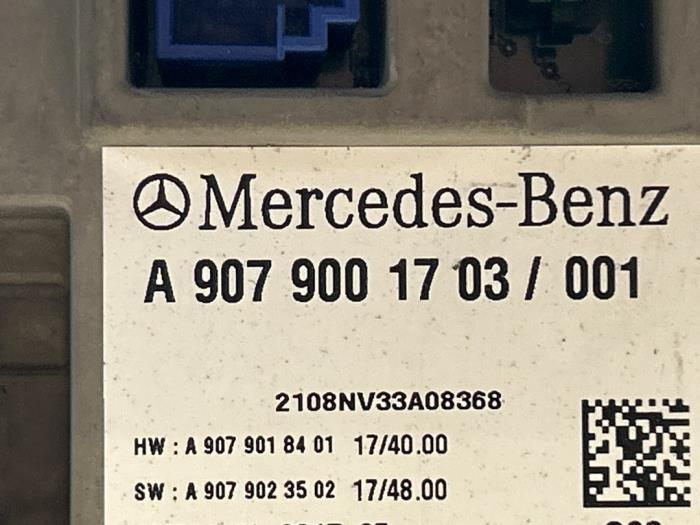 Mercedes-Benz
A 907 900 17 03 / 001
2108NV33A08368
HW : A 907 901 84 01 17/40.00
SW : A 907 902 35 02 17/48.00